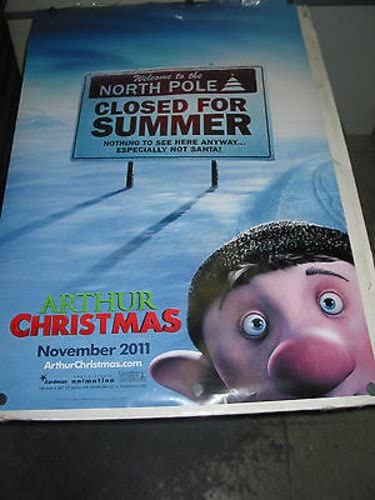 Welcome to the
NORTH POLE
CLOSED FOR
SUMMER
NOTHING TO SEE HERE ANYWAY...
ESPECIALLY NOT SANTA!
ARTHUR
CHRISTMAS
November 2011
ArthurChristmas.com
Aardman
animation